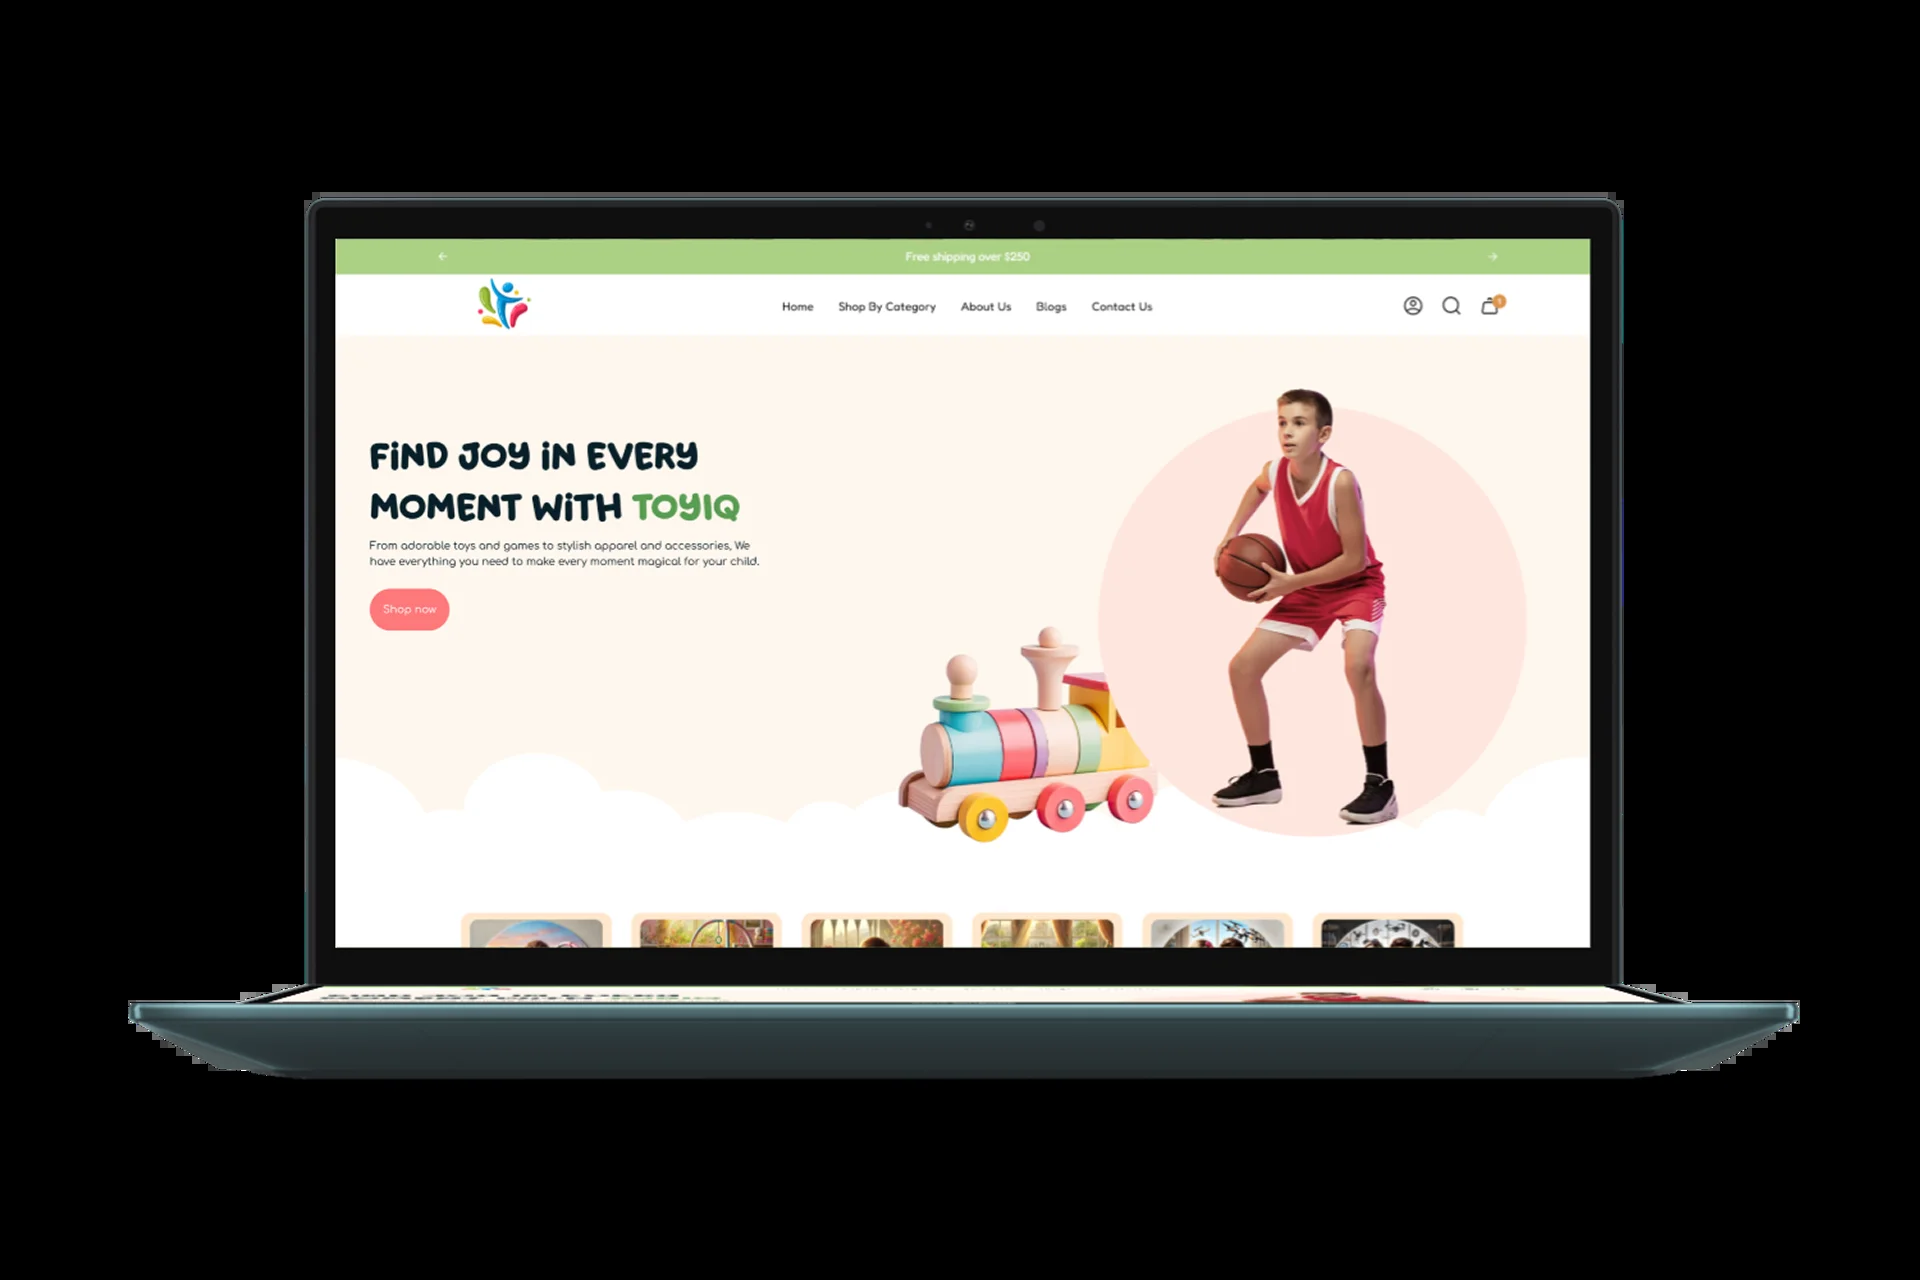 Free shipping over $250
Home Shop By Category About Us Blogs Contact Us
1
FiND JOY iN EVERY
MOMENT WiTH TOYIQ
From adorable toys and games to stylish apparel and accessories, We
have everything you need to make every moment magical for your child.
Shop now